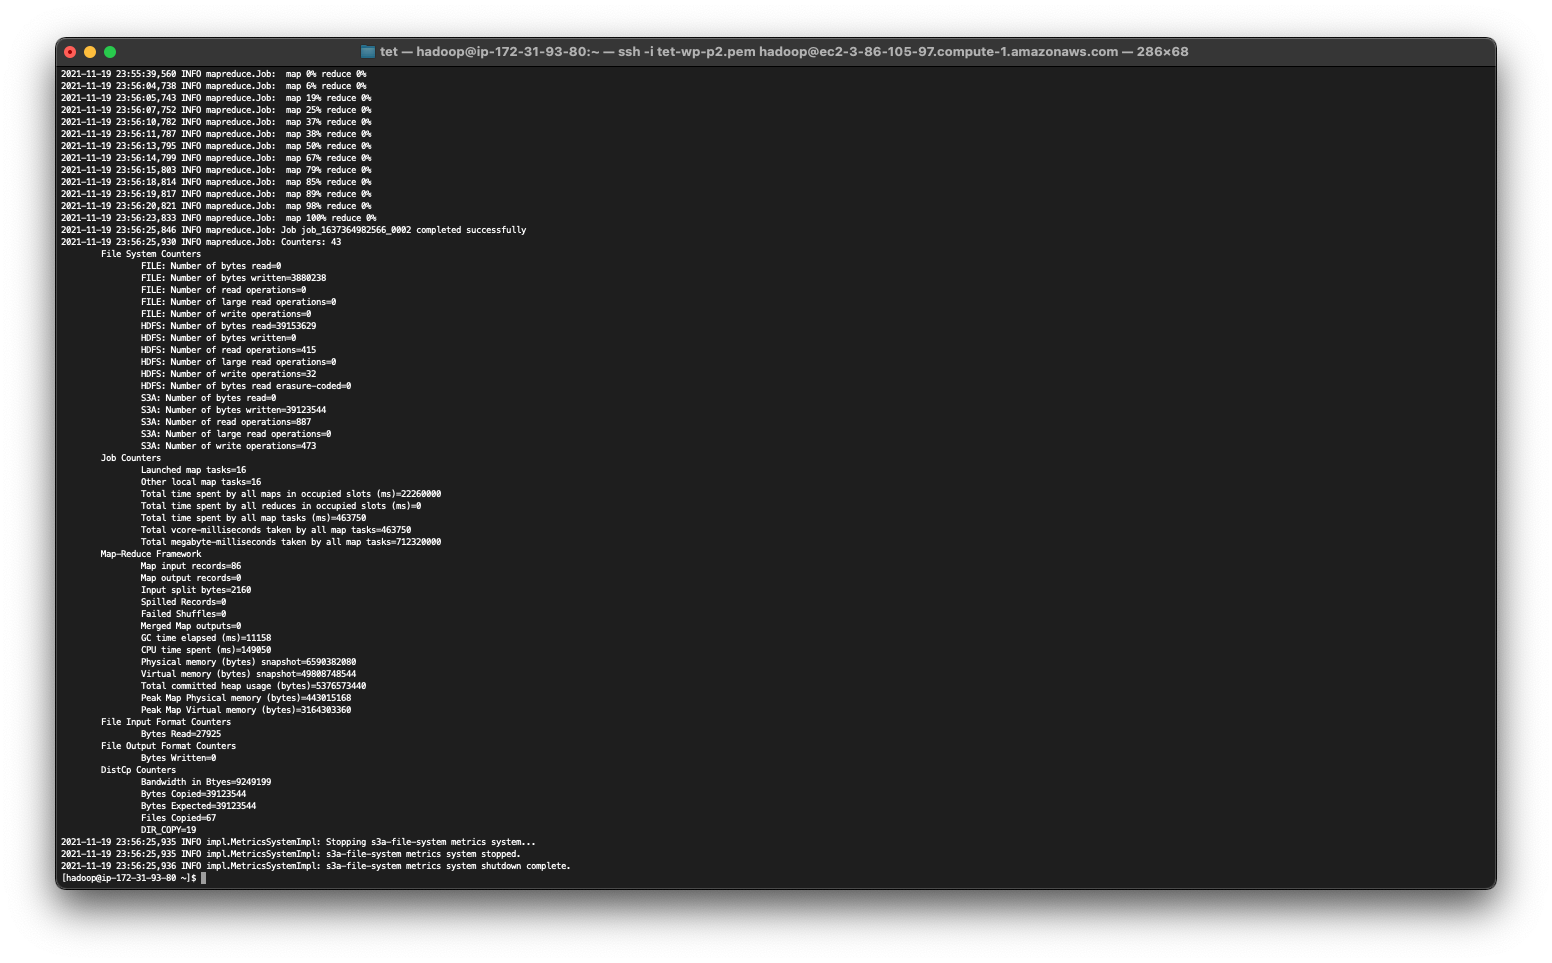 tet — hadoop@ip-172-31-93-80:~ — ssh -i tet-wp-p2.pem hadoop@ec2-3-86-105-97.compute-1.amazonaws.com — 286×68
2021-11-19 23:55:39,560 INFO mapreduce.Job:  map 0% reduce 0%
2021-11-19 23:56:04,738 INFO mapreduce.Job:  map 6% reduce 0%
2021-11-19 23:56:05,743 INFO mapreduce.Job:  map 19% reduce 0%
2021-11-19 23:56:07,752 INFO mapreduce.Job:  map 25% reduce 0%
2021-11-19 23:56:10,782 INFO mapreduce.Job:  map 37% reduce 0%
2021-11-19 23:56:11,787 INFO mapreduce.Job:  map 38% reduce 0%
2021-11-19 23:56:13,795 INFO mapreduce.Job:  map 50% reduce 0%
2021-11-19 23:56:14,799 INFO mapreduce.Job:  map 67% reduce 0%
2021-11-19 23:56:15,803 INFO mapreduce.Job:  map 79% reduce 0%
2021-11-19 23:56:18,814 INFO mapreduce.Job:  map 85% reduce 0%
2021-11-19 23:56:19,817 INFO mapreduce.Job:  map 89% reduce 0%
2021-11-19 23:56:20,821 INFO mapreduce.Job:  map 98% reduce 0%
2021-11-19 23:56:23,833 INFO mapreduce.Job:  map 100% reduce 0%
2021-11-19 23:56:25,846 INFO mapreduce.Job: Job job_1637364982566_0002 completed successfully
2021-11-19 23:56:25,930 INFO mapreduce.Job: Counters: 43
File System Counters
FILE: Number of bytes read=0
FILE: Number of bytes written=3880238
FILE: Number of read operations=0
FILE: Number of large read operations=0
FILE: Number of write operations=0
HDFS: Number of bytes read=39153629
HDFS: Number of bytes written=0
HDFS: Number of read operations=415
HDFS: Number of large read operations=0
HDFS: Number of write operations=32
HDFS: Number of bytes read erasure-coded=0
S3A: Number of bytes read=0
S3A: Number of bytes written=39123544
S3A: Number of read operations=887
S3A: Number of large read operations=0
S3A: Number of write operations=473
Job Counters
Launched map tasks=16
Other local map tasks=16
Total time spent by all maps in occupied slots (ms)=22260000
Total time spent by all reduces in occupied slots (ms)=0
Total time spent by all map tasks (ms)=463750
Total vcore-milliseconds taken by all map tasks=463750
Total megabyte-milliseconds taken by all map tasks=712320000
Map-Reduce Framework
Map input records=86
Map output records=0
Input split bytes=2160
Spilled Records=0
Failed Shuffles=0
Merged Map outputs=0
GC time elapsed (ms)=11158
CPU time spent (ms)=149050
Physical memory (bytes) snapshot=6590382080
Virtual memory (bytes) snapshot=49808748544
Total committed heap usage (bytes)=5376573440
Peak Map Physical memory (bytes)=443015168
Peak Map Virtual memory (bytes)=3164303360
File Input Format Counters
Bytes Read=27925
File Output Format Counters
Bytes Written=0
DistCp Counters
Bandwidth in Btyes=9249199
Bytes Copied=39123544
Bytes Expected=39123544
Files Copied=67
DIR_COPY=19
2021-11-19 23:56:25,935 INFO impl.MetricsSystemImpl: Stopping s3a-file-system metrics system...
2021-11-19 23:56:25,935 INFO impl.MetricsSystemImpl: s3a-file-system metrics system stopped.
2021-11-19 23:56:25,936 INFO impl.MetricsSystemImpl: s3a-file-system metrics system shutdown complete.
[hadoop@ip-172-31-93-80 ~]$